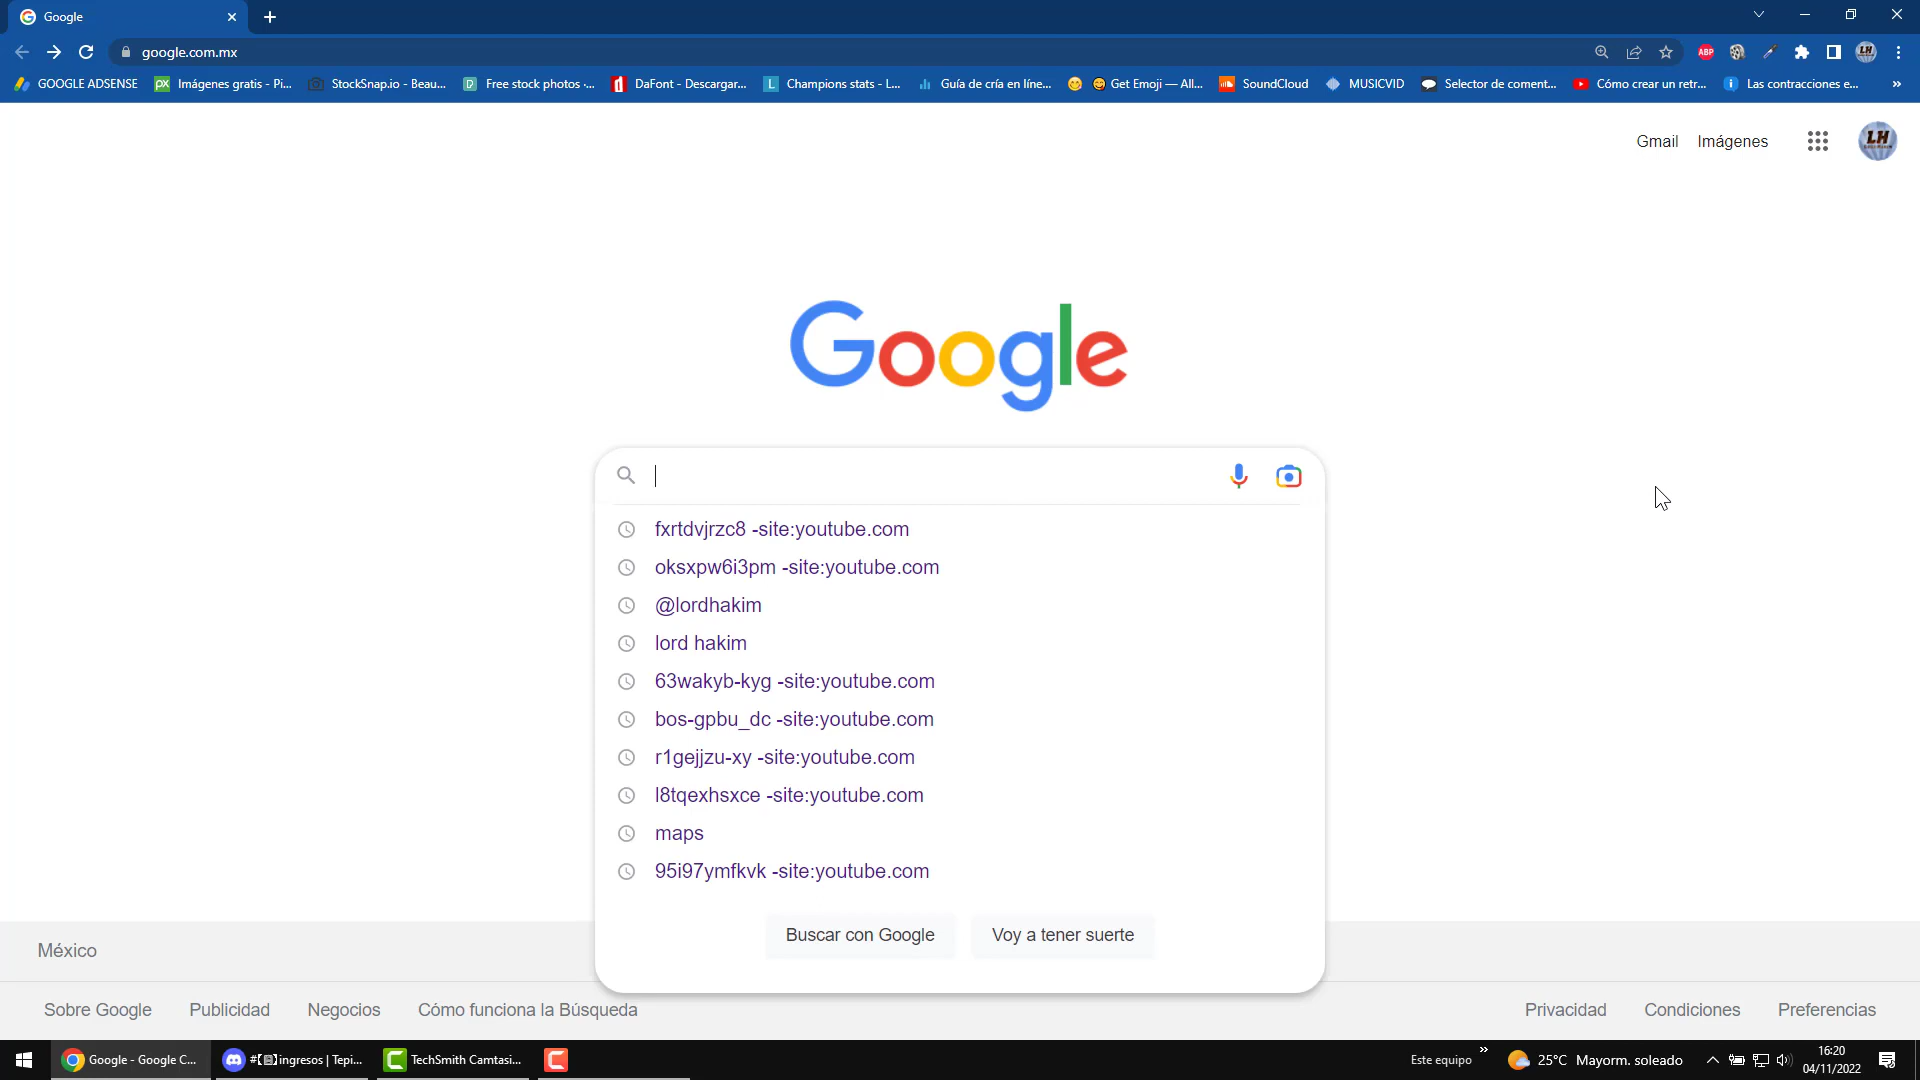 Google
google.com.mx
ABP
GOOGLE ADSENSE
px Imágenes gratis - Pi...
StockSnap.io - Beau...
Free stock photos ·...
d DaFont - Descargar...
L Champions stats - L...
Guía de cría en líne...
Get Emoji — All...
SoundCloud
MUSICVID
Selector de coment...
Cómo crear un retr...
Las contracciones e...
Gmail Imágenes
LH
Google
fxrtdvjrzc8 -site:youtube.com
oksxpw6i3pm -site:youtube.com
@lordhakim
lord hakim
63wakyb-kyg -site:youtube.com
bos-gpbu_dc -site:youtube.com
r1gejjzu-xy -site:youtube.com
l8tqexhsxce -site:youtube.com
maps
95i97ymfkvk -site:youtube.com
Buscar con Google
Voy a tener suerte
México
Sobre Google Publicidad Negocios Cómo funciona la Búsqueda
Privacidad Condiciones Preferencias
Google - Google C...
ingresos | Tepi...
TechSmith Camtasi...
Este equipo
25°C Mayorm. soleado
16:20
04/11/2022